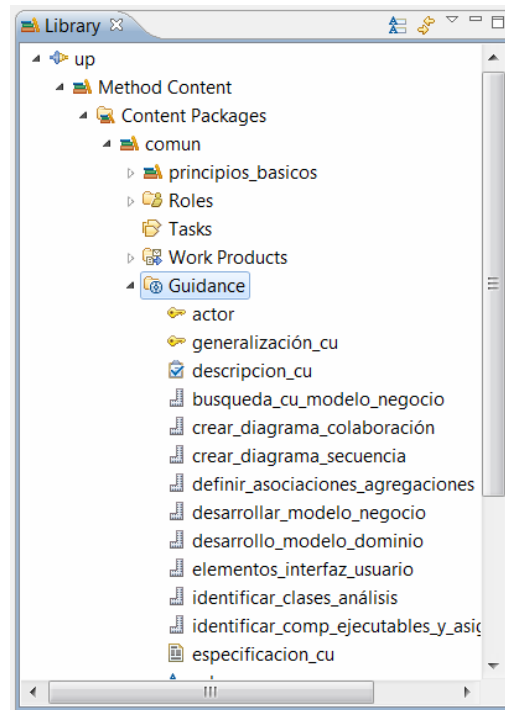 Library
up
Method Content
Content Packages
comun
principios_basicos
Roles
Tasks
Work Products
Guidance
actor
generalización_cu
descripcion_cu
busqueda_cu_modelo_negocio
crear_diagrama_colaboración
crear_diagrama_secuencia
definir_asociaciones_agregaciones
desarrollar_modelo_negocio
desarrollo_modelo_dominio
elementos_interfaz_usuario
identificar_clases_análisis
identificar_comp_ejecutables_y_asig
especificacion_cu